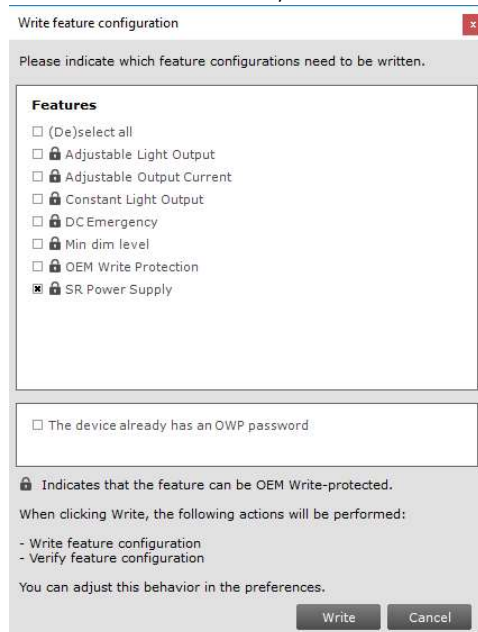 Write feature configuration
x
Please indicate which feature configurations need to be written.
Features
(De)select all
Adjustable Light Output
Adjustable Output Current
Constant Light Output
DC Emergency
Min dim level
OEM Write Protection
SR Power Supply
The device already has an OWP password
Indicates that the feature can be OEM Write-protected.
When clicking Write, the following actions will be performed:
- Write feature configuration
- Verify feature configuration
You can adjust this behavior in the preferences.
Write Cancel